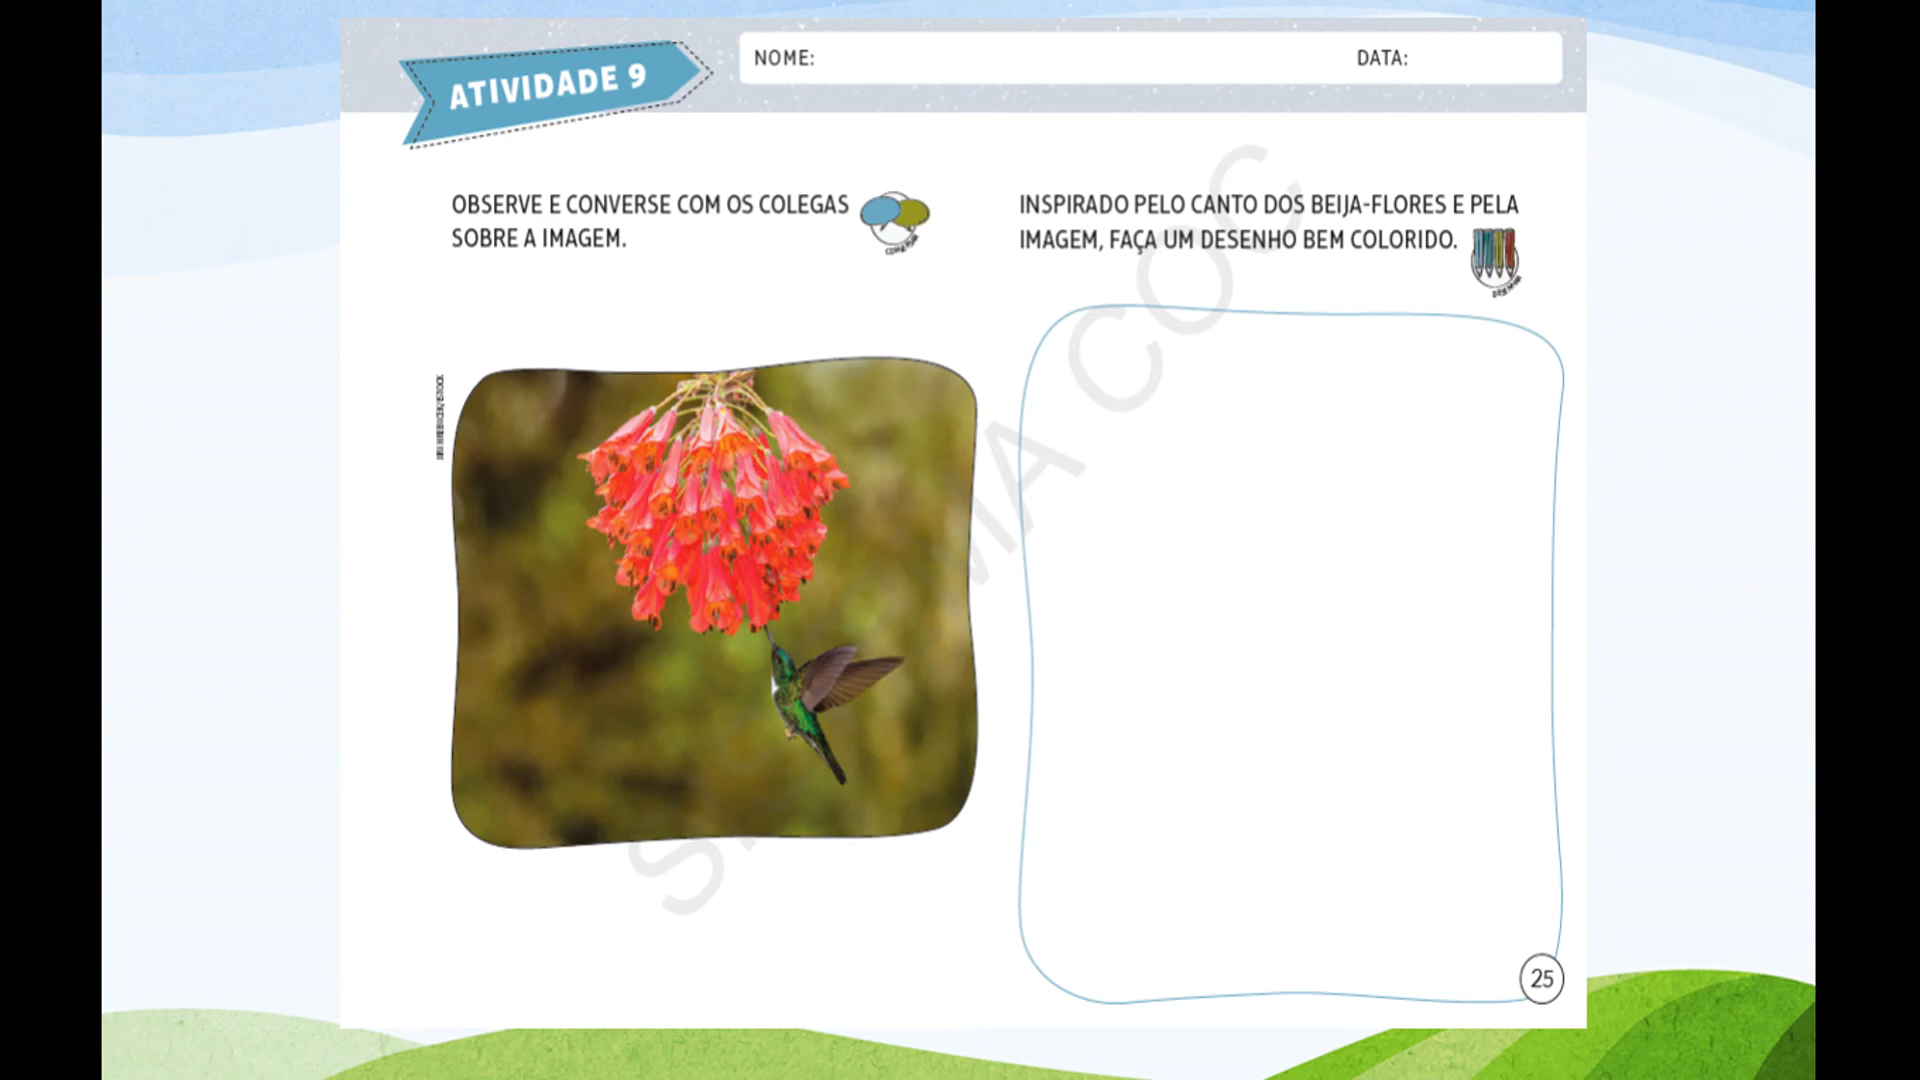 ATIVIDADE 9
NOME:
DATA:
OBSERVE E CONVERSE COM OS COLEGAS
SOBRE A IMAGEM.
INSPIRADO PELO CANTO DOS BEIJA-FLORES E PELA
IMAGEM, FAÇA UM DESENHO BEM COLORIDO.
25